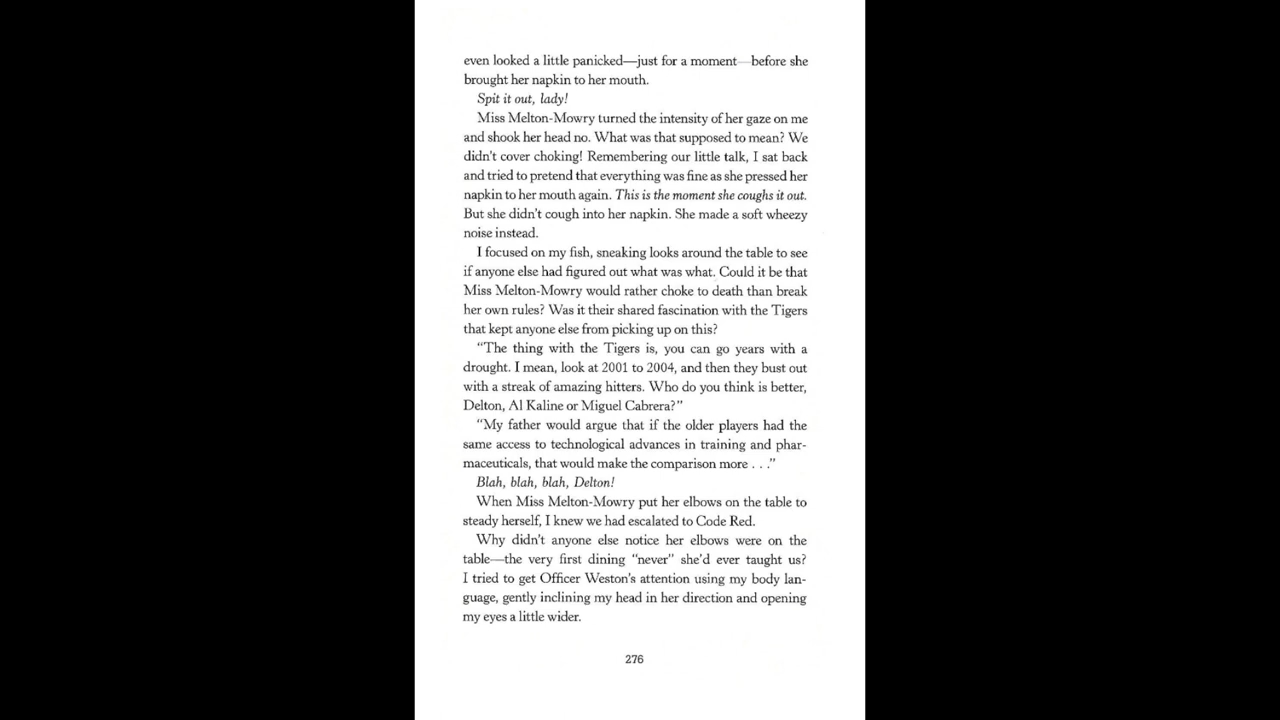 even looked a little panicked—just for a moment—before she
brought her napkin to her mouth.
Spit it out, lady!
Miss Melton-Mowry turned the intensity of her gaze on me
and shook her head no. What was that supposed to mean? We
didn't cover choking! Remembering our little talk, I sat back
and tried to pretend that everything was fine as she pressed her
napkin to her mouth again. This is the moment she coughs it out.
But she didn't cough into her napkin. She made a soft wheezy
noise instead.
I focused on my fish, sneaking looks around the table to see
if anyone else had figured out what was what. Could it be that
Miss Melton-Mowry would rather choke to death than break
her own rules? Was it their shared fascination with the Tigers
that kept anyone else from picking up on this?
“The thing with the Tigers is, you can go years with a
drought. I mean, look at 2001 to 2004, and then they bust out
with a streak of amazing hitters. Who do you think is better,
Delton, Al Kaline or Miguel Cabrera?”
“My father would argue that if the older players had the
same access to technological advances in training and phar-
maceuticals, that would make the comparison more . . .”
Blah, blah, blah, Delton!
When Miss Melton-Mowry put her elbows on the table to
steady herself, I knew we had escalated to Code Red.
Why didn't anyone else notice her elbows were on the
table—the very first dining “never” she'd ever taught us?
I tried to get Officer Weston's attention using my body lan-
guage, gently inclining my head in her direction and opening
my eyes a little wider.
276